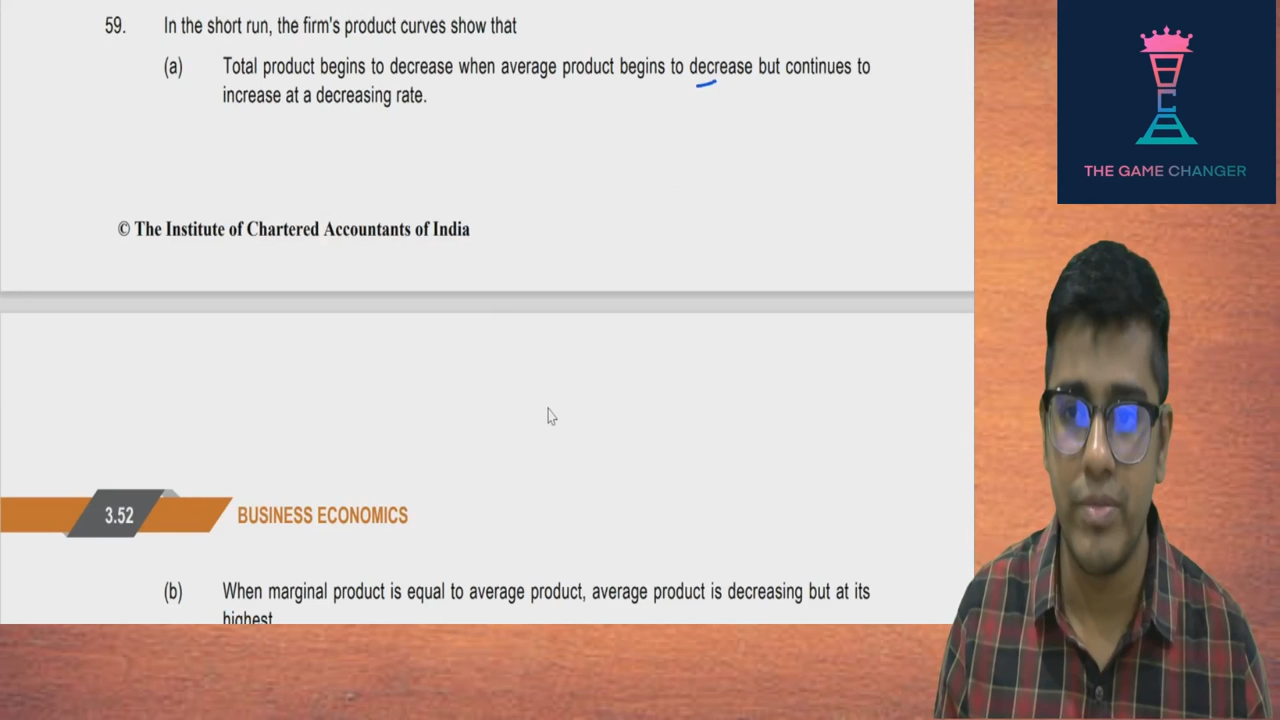 59. In the short run, the firm's product curves show that
(a) Total product begins to decrease when average product begins to decrease but continues to
increase at a decreasing rate.
THE GAME CHANGER
© The Institute of Chartered Accountants of India
3.52 BUSINESS ECONOMICS
(b) When marginal product is equal to average product, average product is decreasing but at its
highest